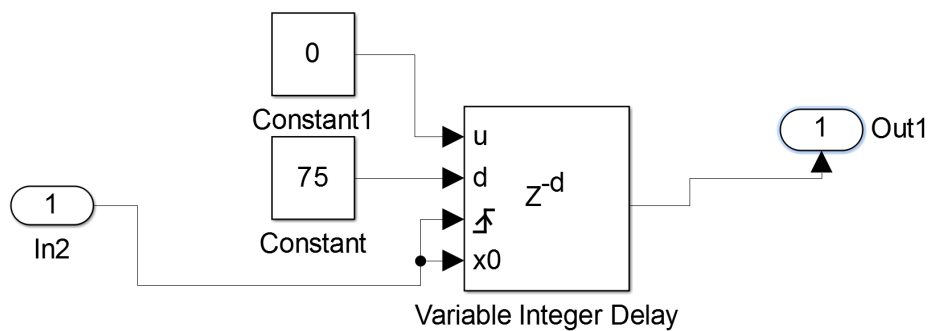 0
Constant1
75
Constant
1
In2
u
d
x0
Z^-d
Variable Integer Delay
1
Out1